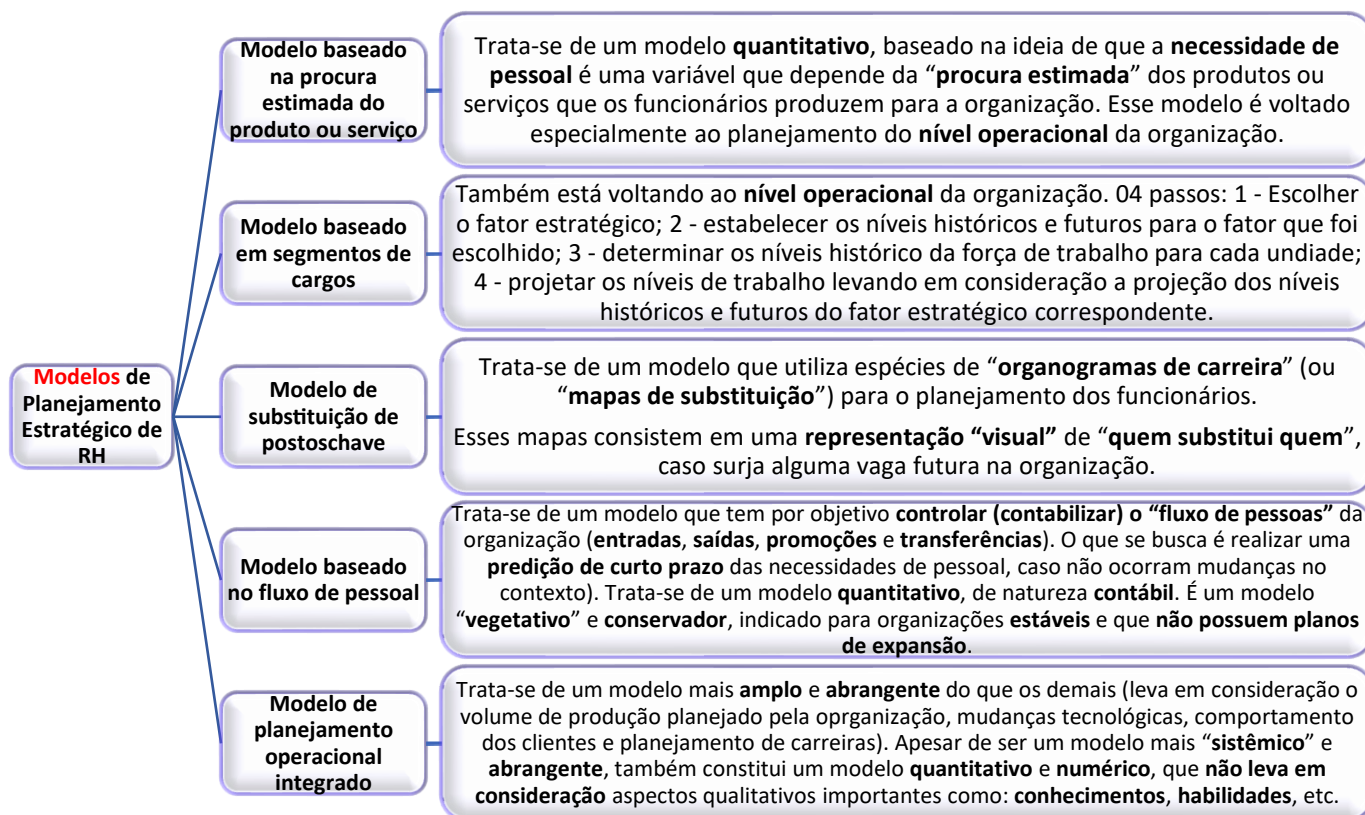 Modelos de
Planejamento
Estratégico de
RH
Modelo baseado
na procura
estimada do
produto ou serviço
Trata-se de um modelo quantitativo, baseado na ideia de que a necessidade de
pessoal é uma variável que depende da “procura estimada” dos produtos ou
serviços que os funcionários produzem para a organização. Esse modelo é voltado
especialmente ao planejamento do nível operacional da organização.
Modelo baseado
em segmentos de
cargos
Também está voltando ao nível operacional da organização. 04 passos: 1 - Escolher
o fator estratégico; 2 - estabelecer os níveis históricos e futuros para o fator que foi
escolhido; 3 - determinar os níveis histórico da força de trabalho para cada undiade;
4 - projetar os níveis de trabalho levando em consideração a projeção dos níveis
históricos e futuros do fator estratégico correspondente.
Modelo de
substituição de
postoschave
Trata-se de um modelo que utiliza espécies de “organogramas de carreira” (ou
“mapas de substituição”) para o planejamento dos funcionários.
Esses mapas consistem em uma representação “visual” de “quem substitui quem”,
caso surja alguma vaga futura na organização.
Modelo baseado
no fluxo de pessoal
Trata-se de um modelo que tem por objetivo controlar (contabilizar) o “fluxo de pessoas” da
organização (entradas, saídas, promoções e transferências). O que se busca é realizar uma
predição de curto prazo das necessidades de pessoal, caso não ocorram mudanças no
contexto). Trata-se de um modelo quantitativo, de natureza contábil. É um modelo
“vegetativo” e conservador, indicado para organizações estáveis e que não possuem planos
de expansão.
Modelo de
planejamento
operacional
integrado
Trata-se de um modelo mais amplo e abrangente do que os demais (leva em consideração o
volume de produção planejado pela oprganização, mudanças tecnológicas, comportamento
dos clientes e planejamento de carreiras). Apesar de ser um modelo mais “sistêmico” e
abrangente, também constitui um modelo quantitativo e numérico, que não leva em
consideração aspectos qualitativos importantes como: conhecimentos, habilidades, etc.